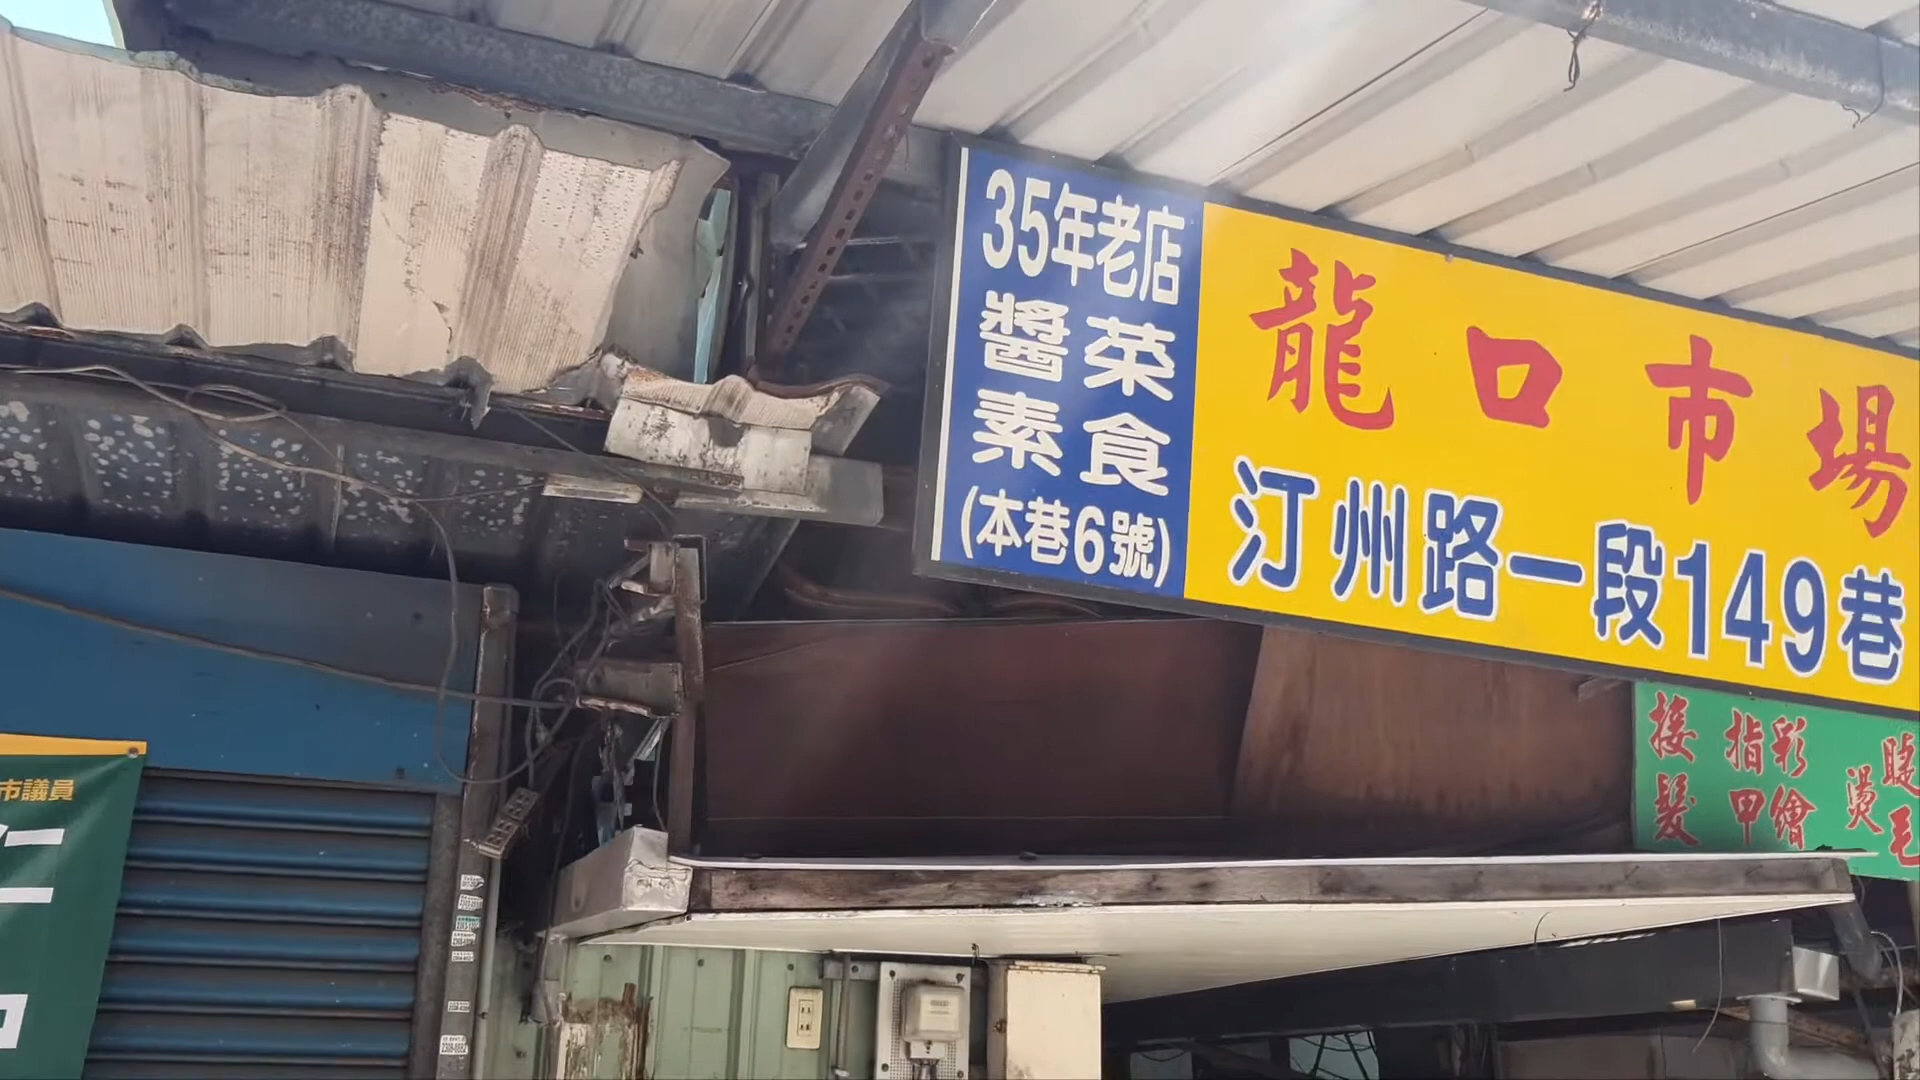 35年老店
醬菜
素食
(本巷6號)
龍口市場
汀州路一段149巷
接髮
指甲
彩繪
燙
睫毛
市議員
仁